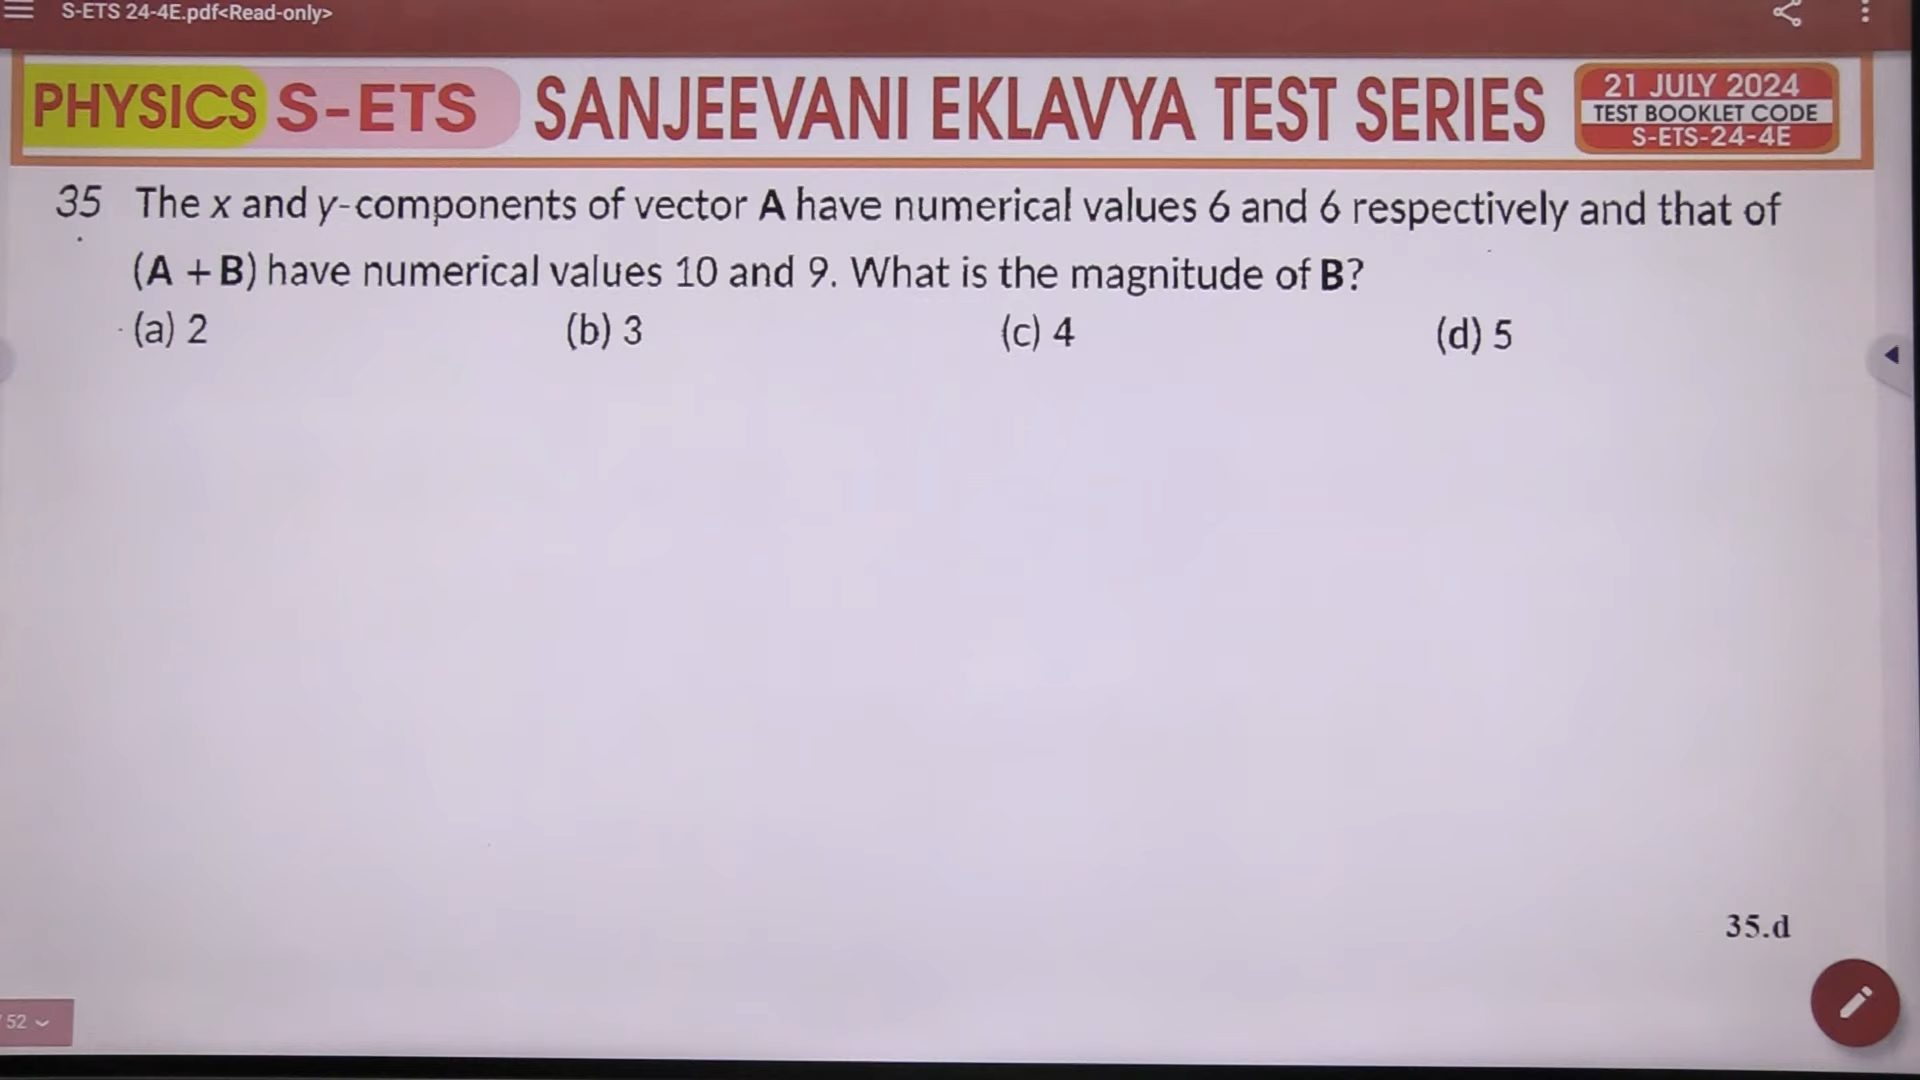 S-ETS 24-4E.pdf<Read-only>
PHYSICS S-ETS SANJEEVANI EKLAVYA TEST SERIES
21 JULY 2024
TEST BOOKLET CODE
S-ETS-24-4E
35 The x and y-components of vector A have numerical values 6 and 6 respectively and that of
(A + B) have numerical values 10 and 9. What is the magnitude of B?
(a) 2 (b) 3 (c) 4 (d) 5
35.d
52